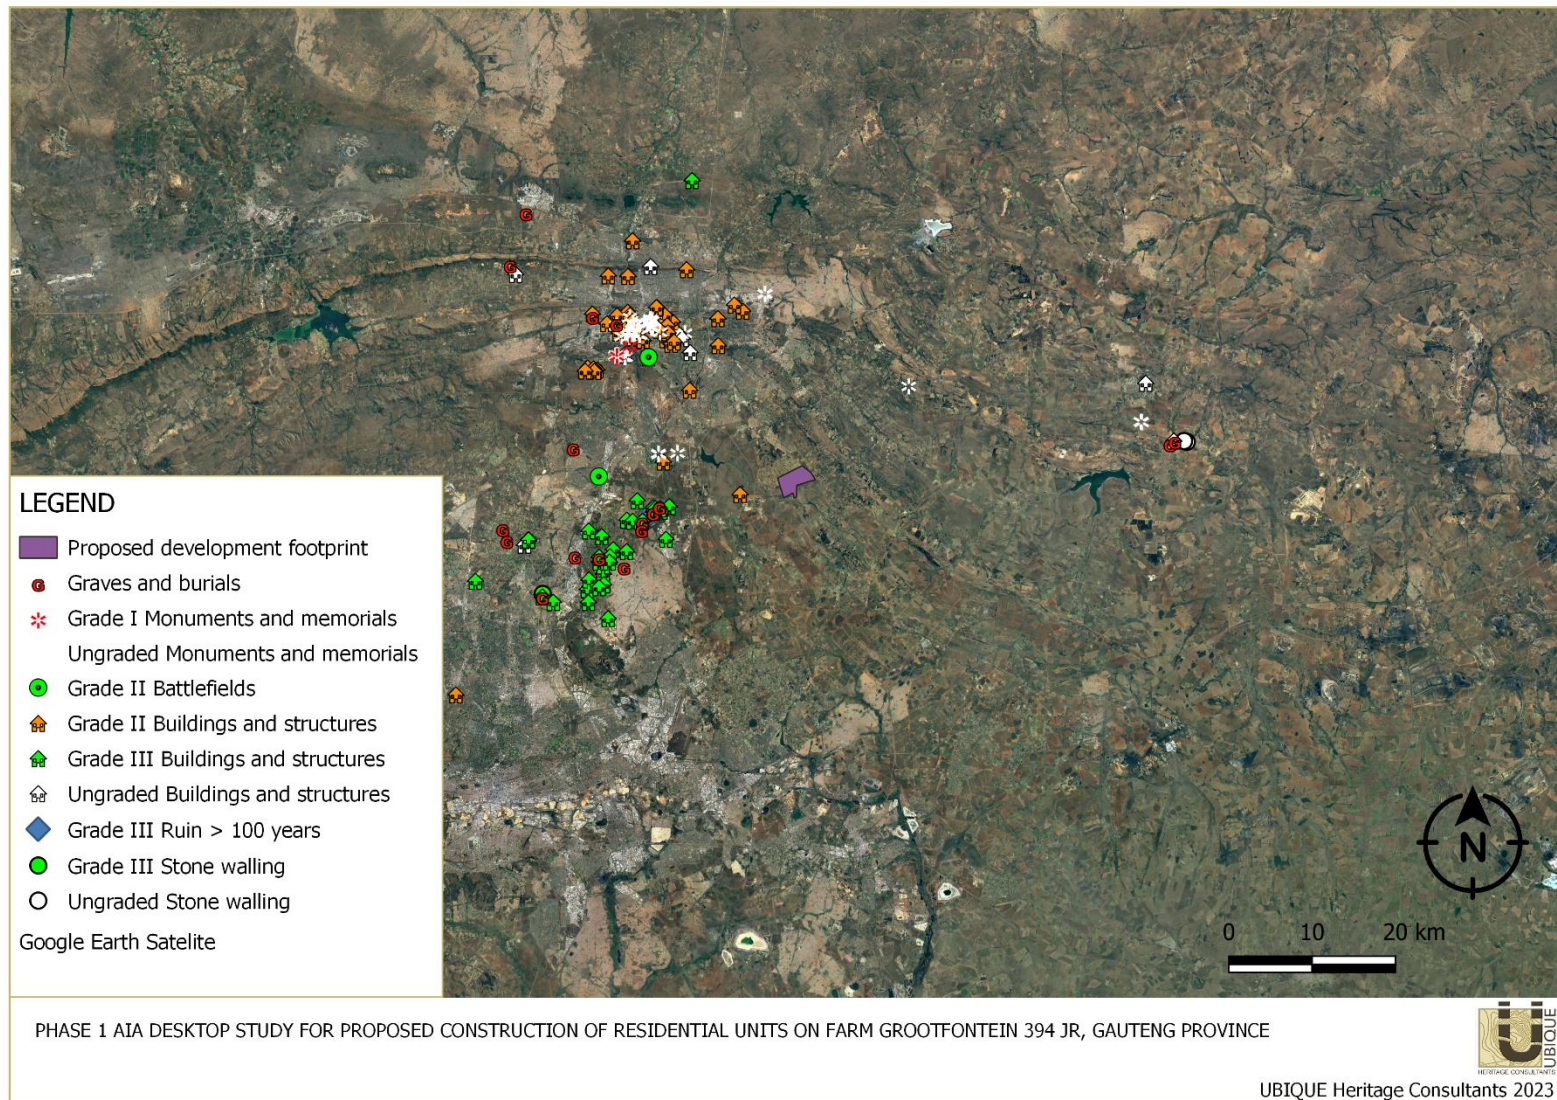 LEGEND
Proposed development footprint
G Graves and burials
Grade I Monuments and memorials
Ungraded Monuments and memorials
Grade II Battlefields
Grade II Buildings and structures
Grade III Buildings and structures
Ungraded Buildings and structures
Grade III Ruin > 100 years
Grade III Stone walling
Ungraded Stone walling
Google Earth Satelite
N
0 10 20 km
PHASE 1 AIA DESKTOP STUDY FOR PROPOSED CONSTRUCTION OF RESIDENTIAL UNITS ON FARM GROOTFONTEIN 394 JR, GAUTENG PROVINCE
UBIQUE
HERITAGE CONSULTANTS
UBIQUE Heritage Consultants 2023